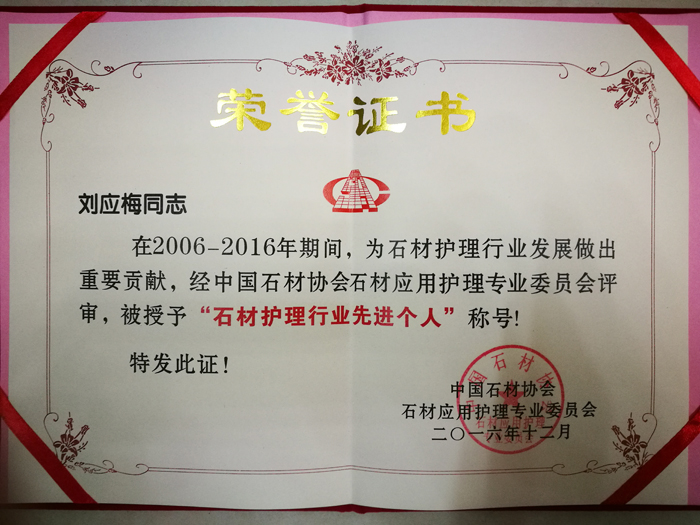 荣誉证书
刘应梅同志
在2006-2016年期间，为石材护理行业发展做出
重要贡献，经中国石材协会石材应用护理专业委员会评
审，被授予“石材护理行业先进个人”称号！
特发此证！
中国石材协会
石材应用护理专业委员会
二〇一六年十二月